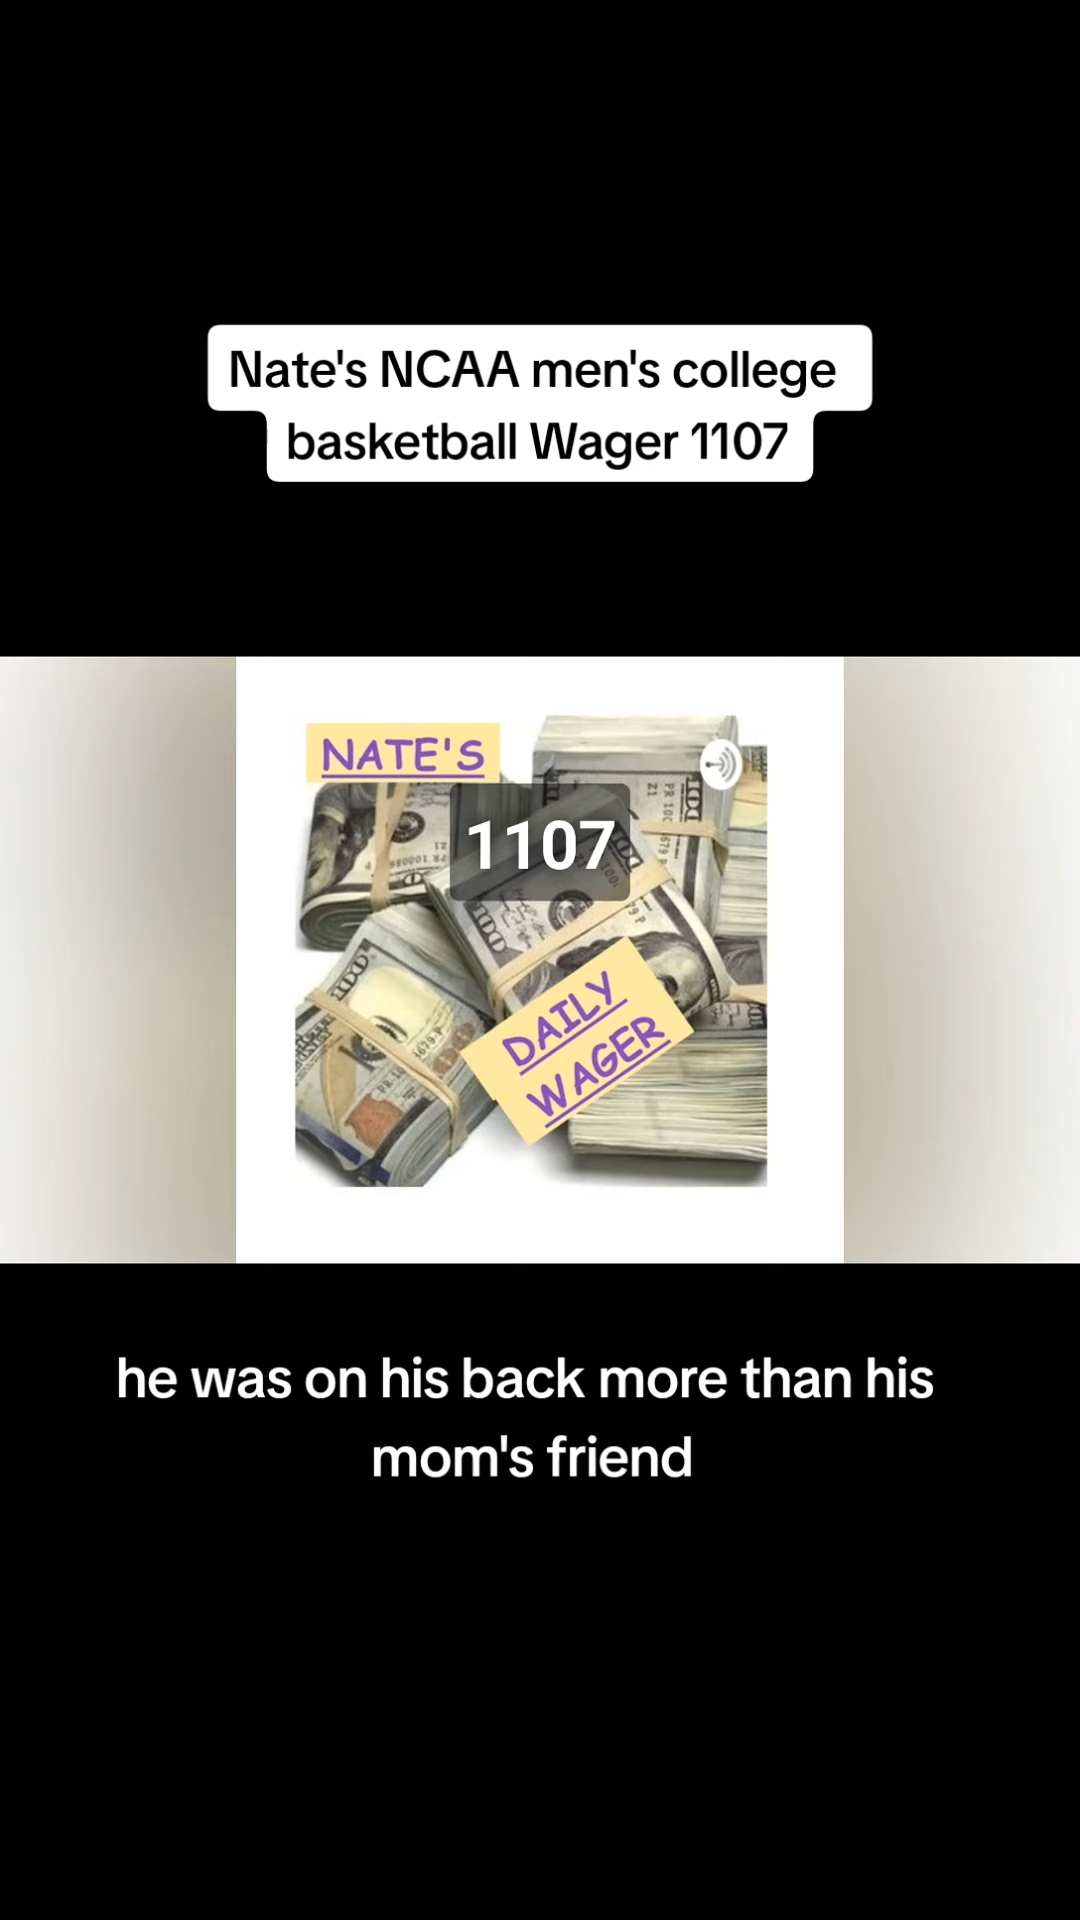 Nate's NCAA men's college
basketball Wager 1107
NATE'S
1107
DAILY
WAGER
he was on his back more than his
mom's friend